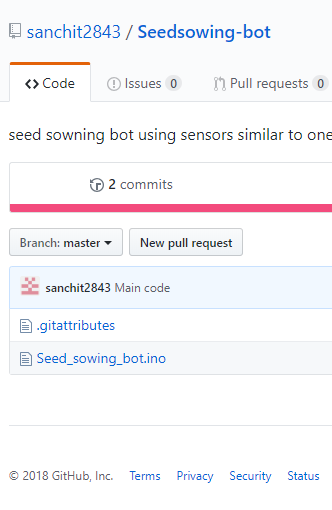 sanchit2843 / Seedsowing-bot
Code Issues 0 Pull requests 0
seed sowning bot using sensors similar to one
2 commits
Branch: master New pull request
sanchit2843 Main code
.gitattributes
Seed_sowing_bot.ino
© 2018 GitHub, Inc. Terms Privacy Security Status